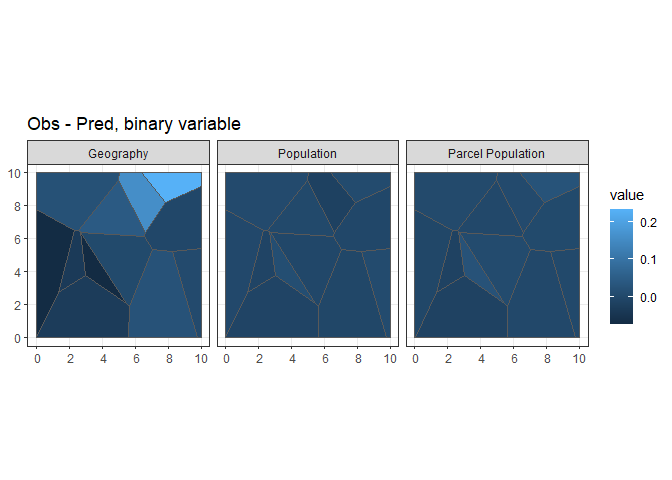 Obs - Pred, binary variable
Geography
Population
Parcel Population
10
8
6
4
2
0
0 2 4 6 8 10
0 2 4 6 8 10
0 2 4 6 8 10
value
0.2
0.1
0.0